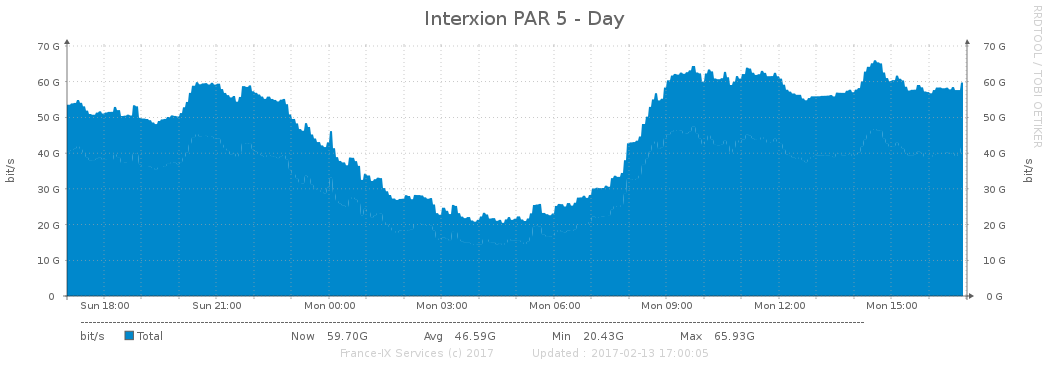 Interxion PAR 5 - Day
RRDTOOL / TOBI OETIKER
bit/s
70 G
60 G
50 G
40 G
30 G
20 G
10 G
0
70 G
60 G
50 G
40 G
30 G
20 G
10 G
0 G
bit/s
Sun 18:00 Sun 21:00 Mon 00:00 Mon 03:00 Mon 06:00 Mon 09:00 Mon 12:00 Mon 15:00
bit/s Total Now 59.70G Avg 46.59G Min 20.43G Max 65.93G
France-IX Services (c) 2017 Updated : 2017-02-13 17:00:05